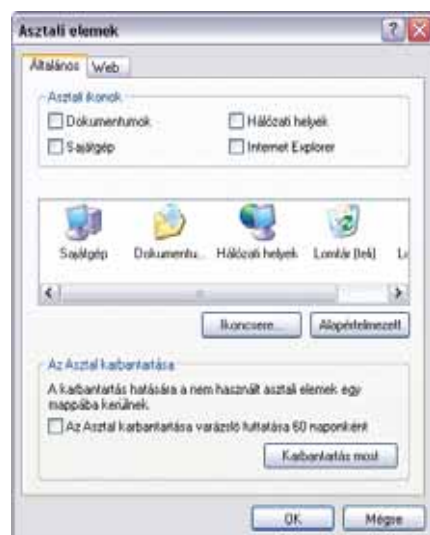 Asztali elemek
Általános Web
Asztali ikonok
Dokumentumok Hálózati helyek
Sajátgép Internet Explorer
Sajátgép Dokumentu... Hálózati helyek Lomtár (tele)
Ikoncsere... Alapértelmezett
Az Asztal karbantartása
A karbantartás hatására a nem használt asztali elemek egy
mappába kerülnek.
Az Asztal karbantartása varázsló futtatása 60 naponként
Karbantartás most
OK Mégse